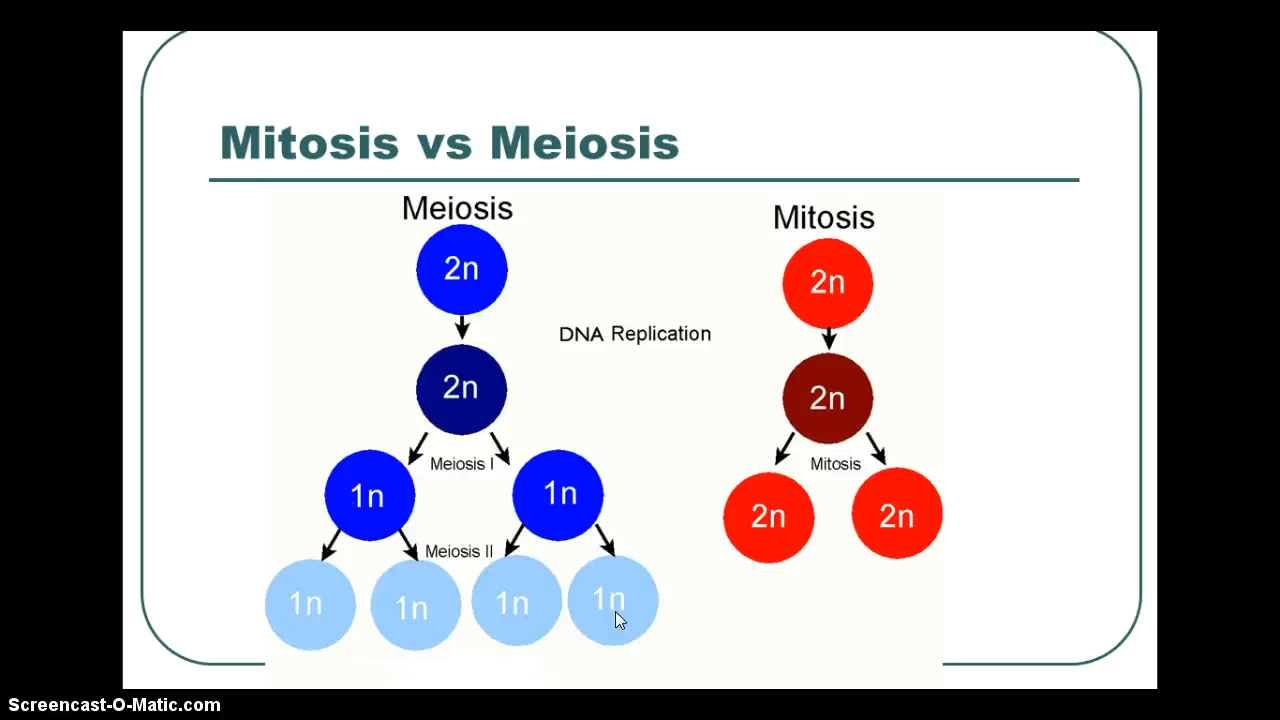 Mitosis vs Meiosis
Meiosis
Mitosis
2n
2n
DNA Replication
2n
2n
Meiosis I
Mitosis
1n
1n
2n
2n
Meiosis II
1n
1n
1n
1n
Screencast-O-Matic.com